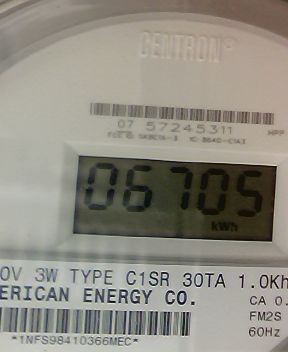 CENTRON®
07 57245311
06705
kWh
0V 3W TYPE C1SR 30TA 1.0Kh
ERICAN ENERGY CO.
CA 0.
FM2S
60Hz
*1NFS98410366MEC*